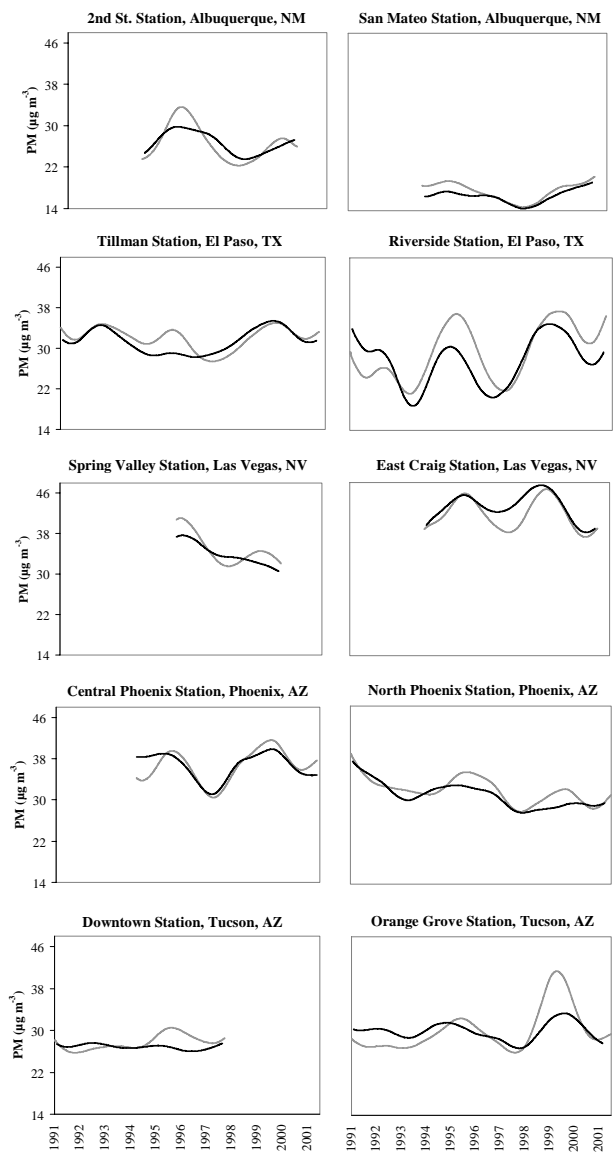 2nd St. Station, Albuquerque, NM
San Mateo Station, Albuquerque, NM
46
38
30
22
14
PM (µg m-3)
Tillman Station, El Paso, TX
Riverside Station, El Paso, TX
46
38
30
22
14
PM (µg m-3)
Spring Valley Station, Las Vegas, NV
East Craig Station, Las Vegas, NV
46
38
30
22
14
PM (µg m-3)
Central Phoenix Station, Phoenix, AZ
North Phoenix Station, Phoenix, AZ
46
38
30
22
14
PM (µg m-3)
Downtown Station, Tucson, AZ
Orange Grove Station, Tucson, AZ
46
38
30
22
14
PM (µg m-3)
1991 1992 1993 1994 1995 1996 1997 1998 1999 2000 2001
1991 1992 1993 1994 1995 1996 1997 1998 1999 2000 2001